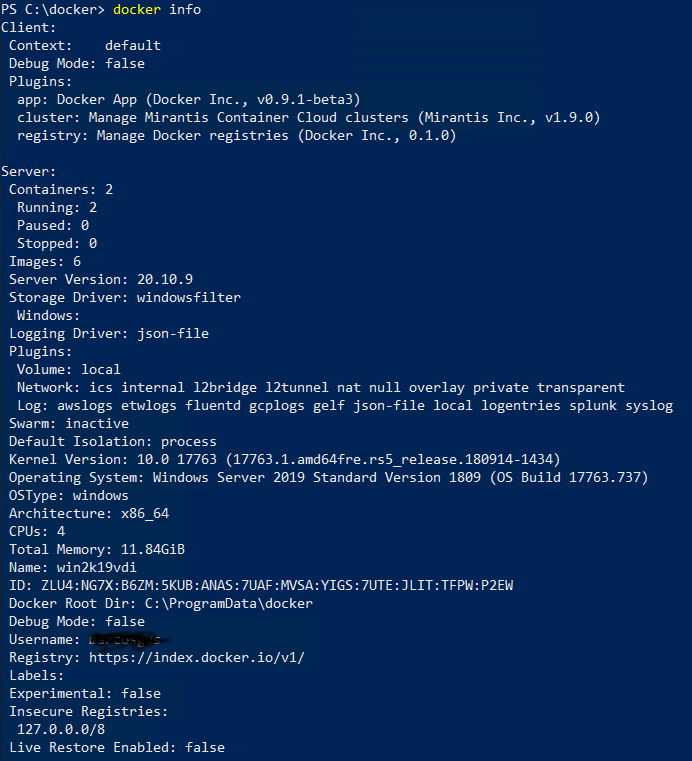 PS C:\docker> docker info
Client:
 Context:    default
 Debug Mode: false
 Plugins:
  app: Docker App (Docker Inc., v0.9.1-beta3)
  cluster: Manage Mirantis Container Cloud clusters (Mirantis Inc., v1.9.0)
  registry: Manage Docker registries (Docker Inc., 0.1.0)

Server:
 Containers: 2
  Running: 2
  Paused: 0
  Stopped: 0
 Images: 6
 Server Version: 20.10.9
 Storage Driver: windowsfilter
  Windows:
 Logging Driver: json-file
 Plugins:
  Volume: local
  Network: ics internal l2bridge l2tunnel nat null overlay private transparent
  Log: awslogs etwlogs fluentd gcplogs gelf json-file local logentries splunk syslog
 Swarm: inactive
 Default Isolation: process
 Kernel Version: 10.0 17763 (17763.1.amd64fre.rs5_release.180914-1434)
 Operating System: Windows Server 2019 Standard Version 1809 (OS Build 17763.737)
 OSType: windows
 Architecture: x86_64
 CPUs: 4
 Total Memory: 11.84GiB
 Name: win2k19vdi
 ID: ZLU4:NG7X:B6ZM:5KUB:ANAS:7UAF:MVSA:YIGS:7UTE:JLIT:TFPW:P2EW
 Docker Root Dir: C:\ProgramData\docker
 Debug Mode: false
 Username:
 Registry: https://index.docker.io/v1/
 Labels:
 Experimental: false
 Insecure Registries:
  127.0.0.0/8
 Live Restore Enabled: false